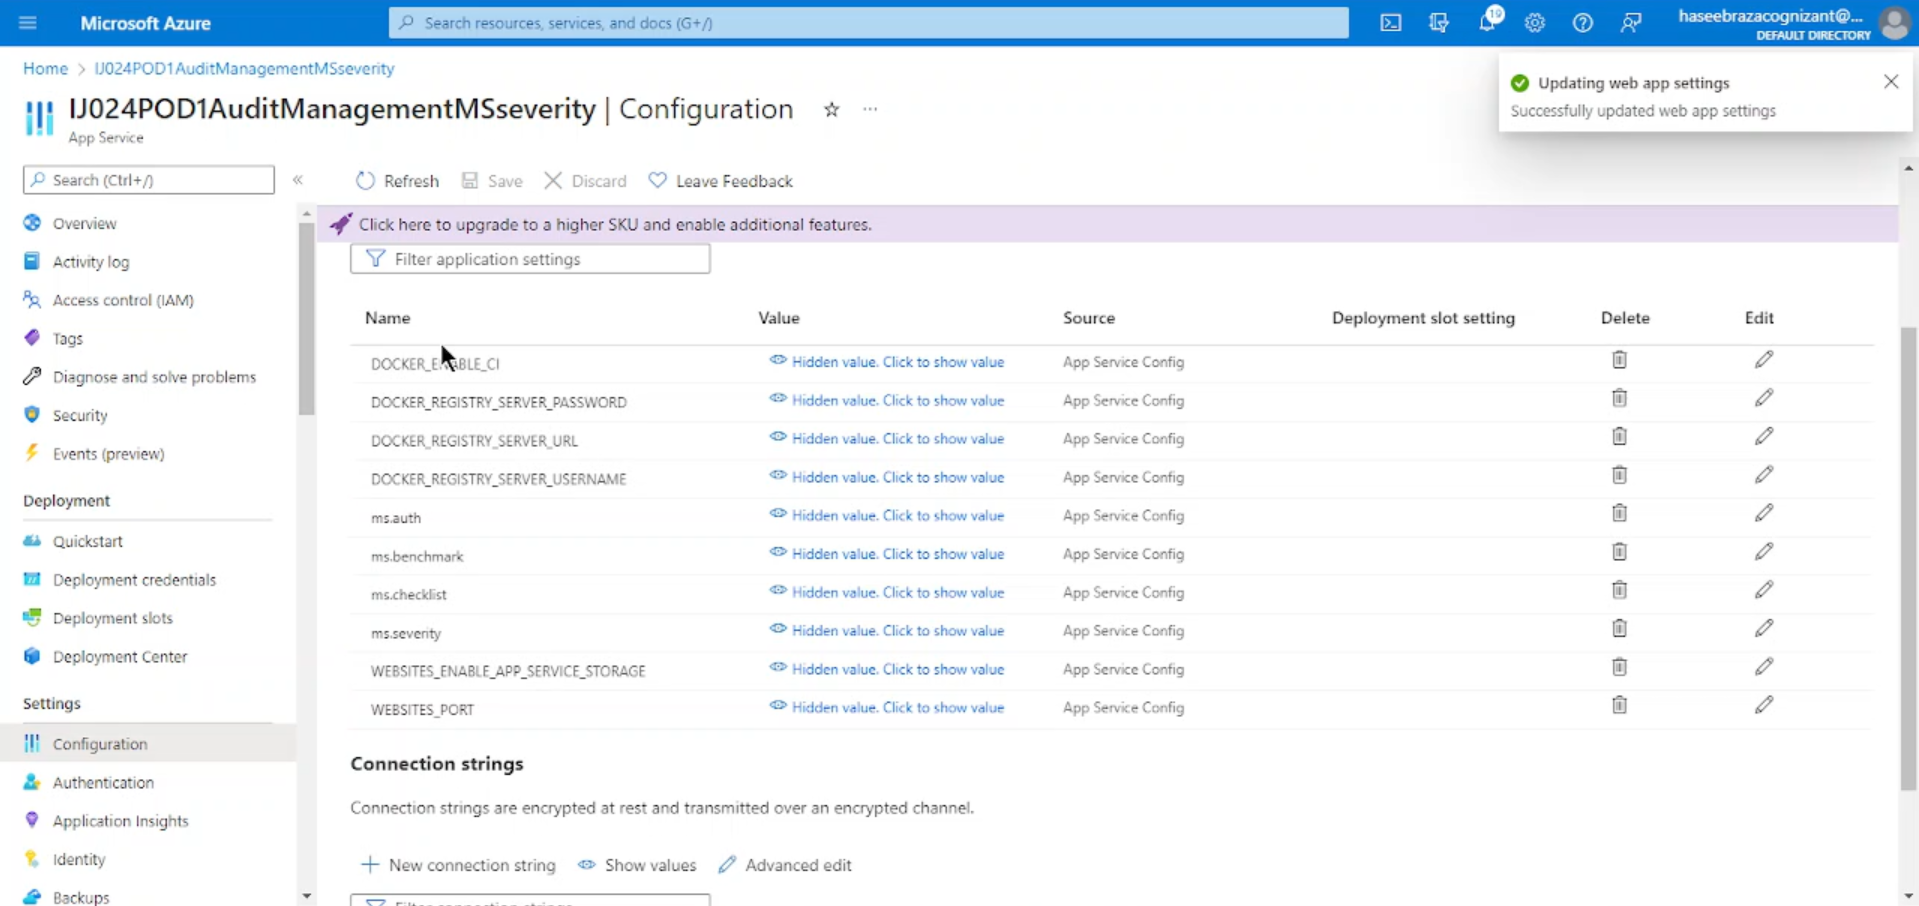 Microsoft Azure
Search resources, services, and docs (G+/)
19
haseebrazacognizant@...
DEFAULT DIRECTORY
Home > IJ024POD1AuditManagementMSseverity
Updating web app settings
Successfully updated web app settings
IJ024POD1AuditManagementMSseverity | Configuration
App Service
Search (Ctrl+/)
Refresh Save Discard Leave Feedback
Click here to upgrade to a higher SKU and enable additional features.
Filter application settings
Overview
Activity log
Access control (IAM)
Tags
Diagnose and solve problems
Security
Events (preview)
Deployment
Quickstart
Deployment credentials
Deployment slots
Deployment Center
Settings
Configuration
Authentication
Application Insights
Identity
Backups
Name Value Source Deployment slot setting Delete Edit
DOCKER_ENABLE_CI Hidden value. Click to show value App Service Config
DOCKER_REGISTRY_SERVER_PASSWORD Hidden value. Click to show value App Service Config
DOCKER_REGISTRY_SERVER_URL Hidden value. Click to show value App Service Config
DOCKER_REGISTRY_SERVER_USERNAME Hidden value. Click to show value App Service Config
ms.auth Hidden value. Click to show value App Service Config
ms.benchmark Hidden value. Click to show value App Service Config
ms.checklist Hidden value. Click to show value App Service Config
ms.severity Hidden value. Click to show value App Service Config
WEBSITES_ENABLE_APP_SERVICE_STORAGE Hidden value. Click to show value App Service Config
WEBSITES_PORT Hidden value. Click to show value App Service Config
Connection strings
Connection strings are encrypted at rest and transmitted over an encrypted channel.
New connection string Show values Advanced edit
Filter connection strings